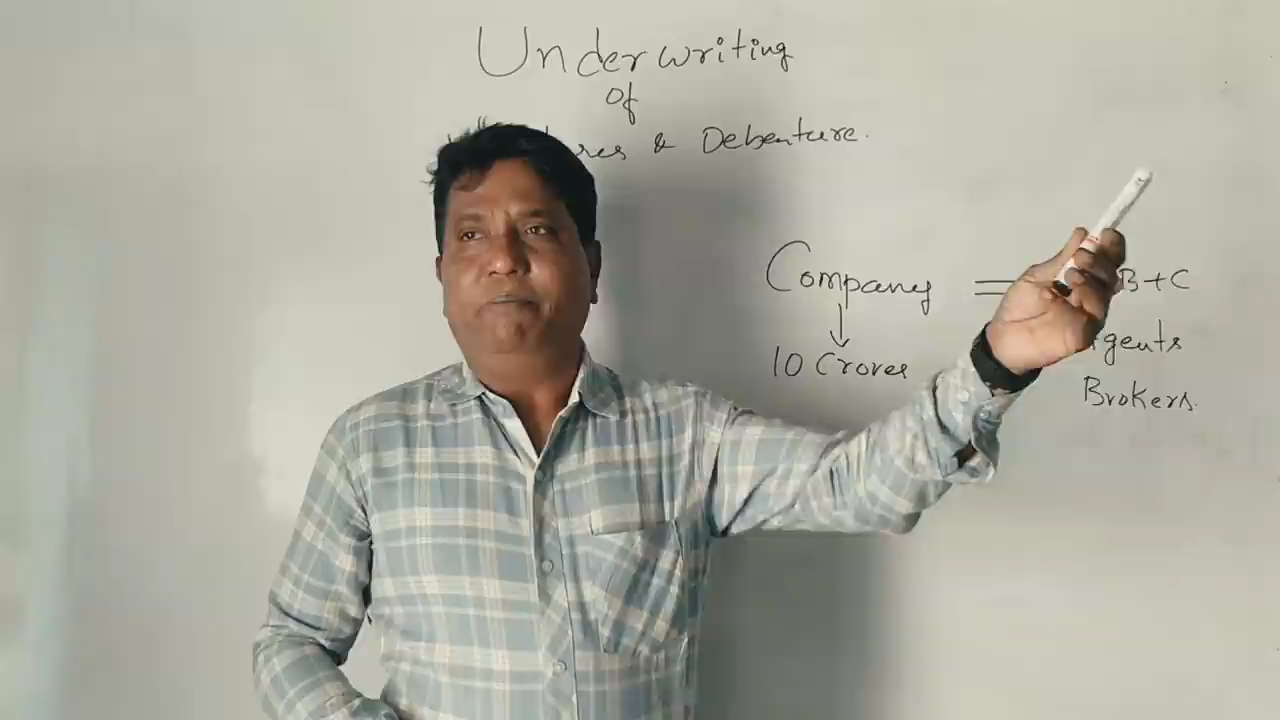 Underwriting
of
& Debenture.
Company = B + C
↓
10 Crores
Brokers.